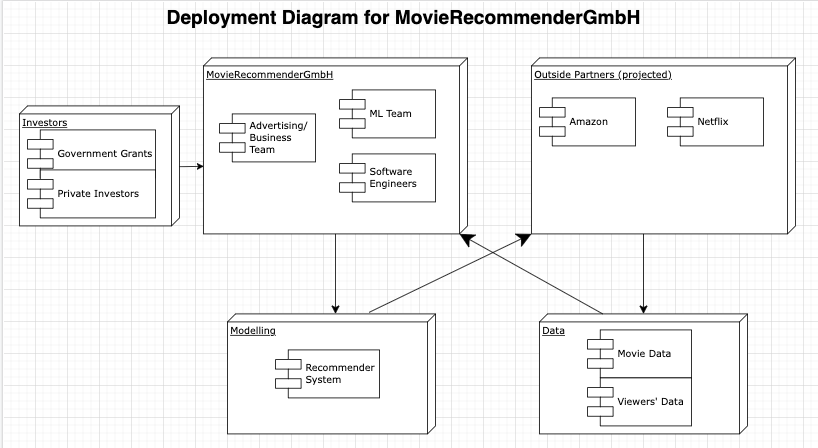 Deployment Diagram for MovieRecommenderGmbH
Investors
Government Grants
Private Investors
MovieRecommenderGmbH
Advertising/
Business
Team
ML Team
Software
Engineers
Outside Partners (projected)
Amazon
Netflix
Modelling
Recommender
System
Data
Movie Data
Viewers' Data